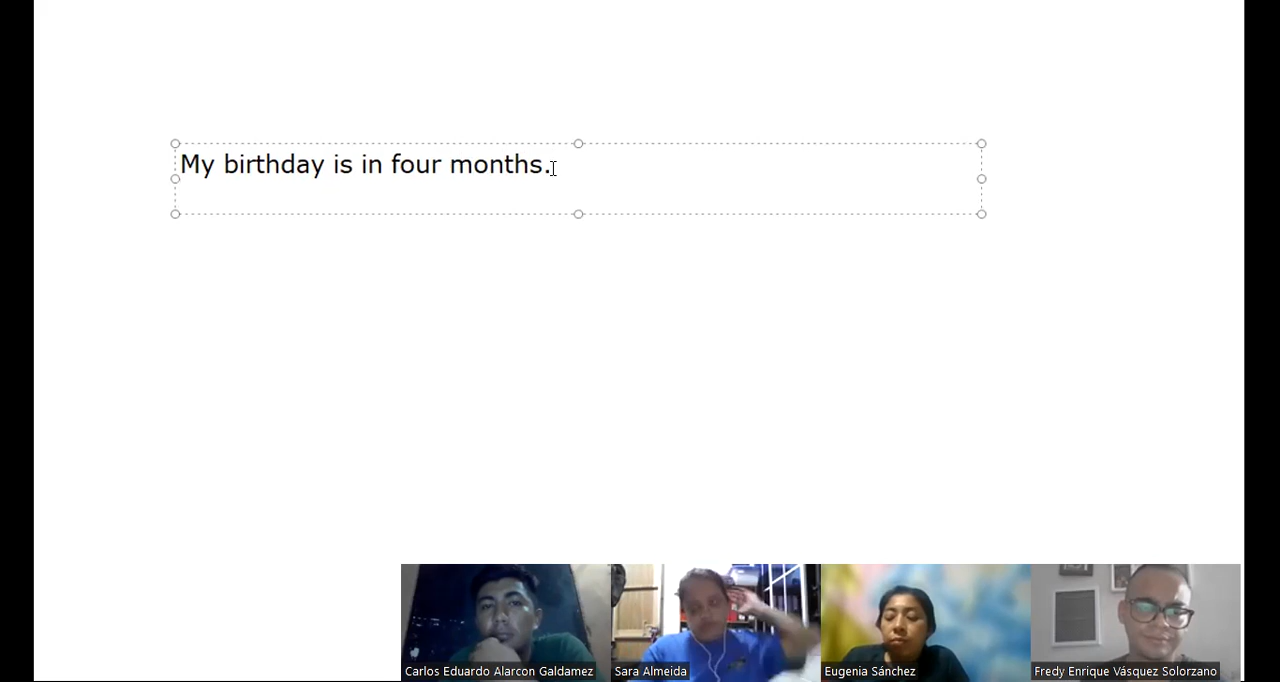 My birthday is in four months.
Carlos Eduardo Alarcon Galdamez
Sara Almeida
Eugenia Sánchez
Fredy Enrique Vásquez Solorzano